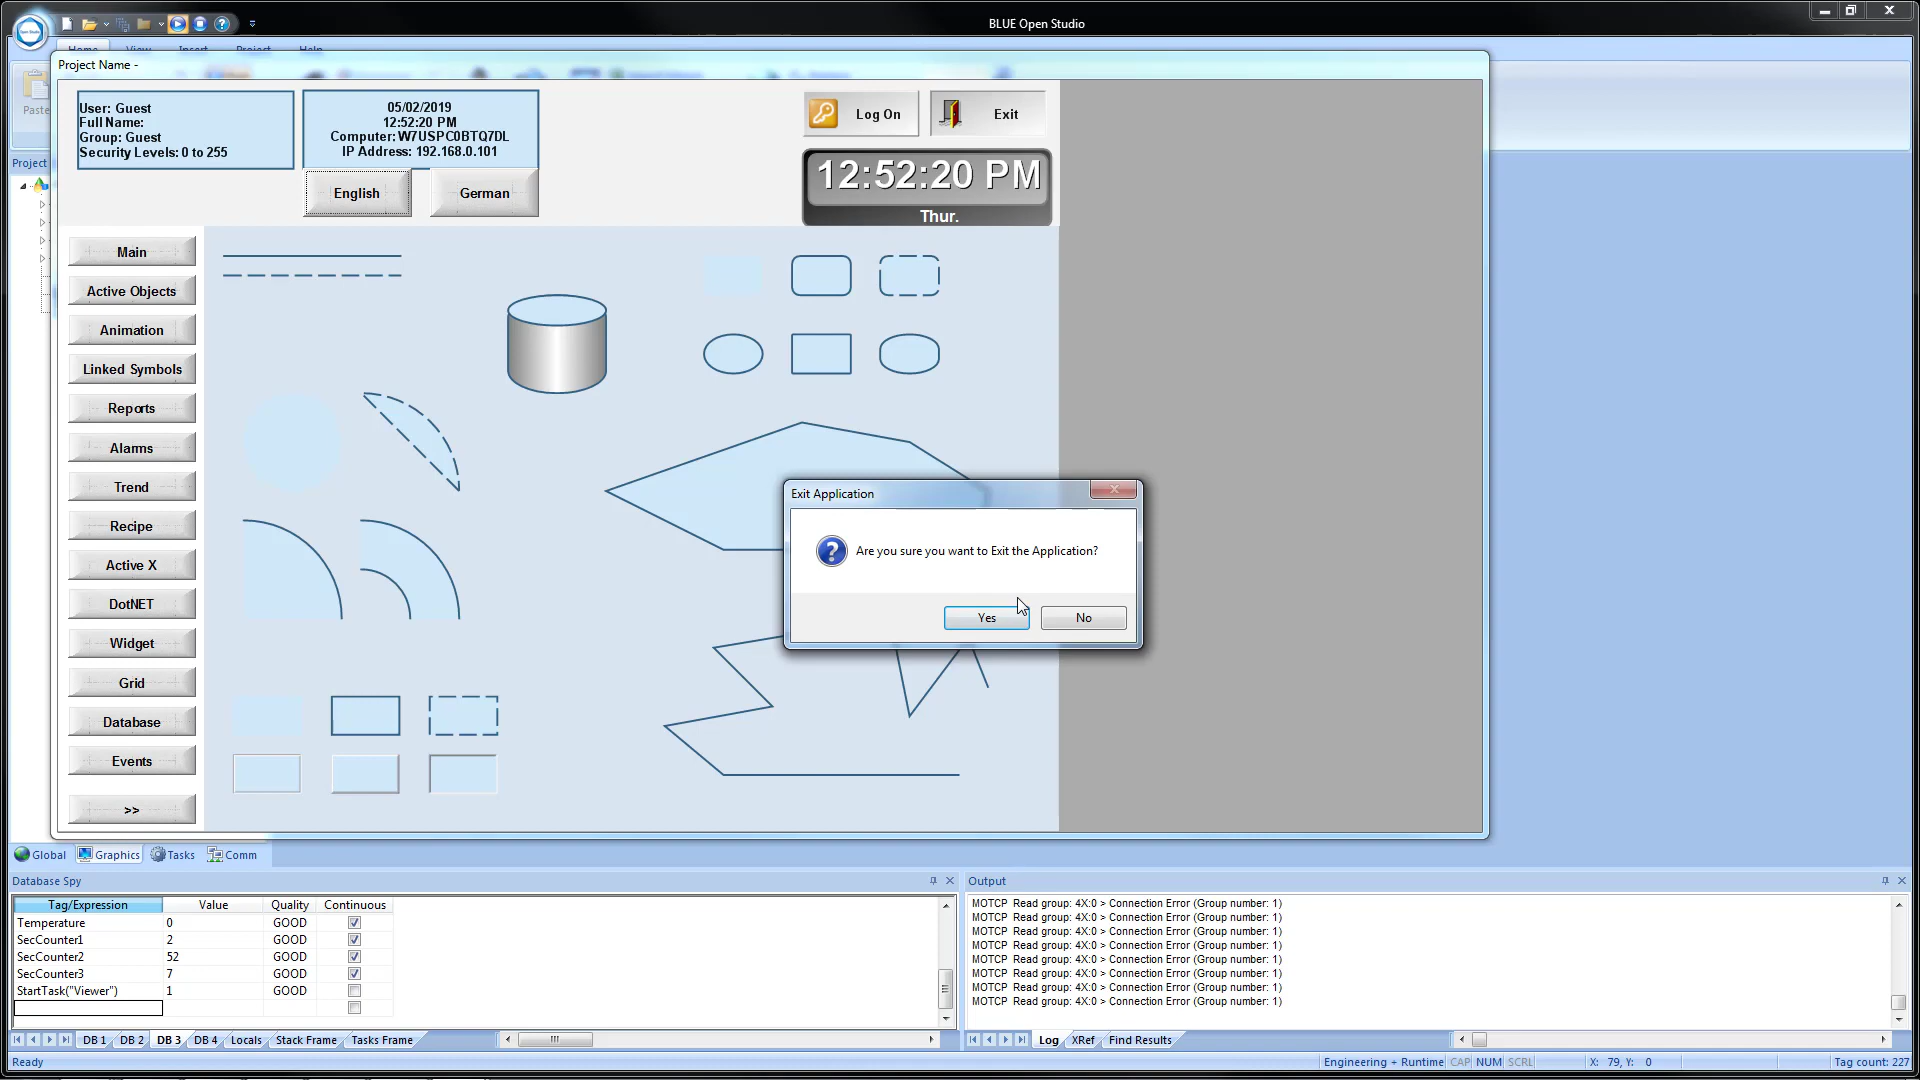 BLUE Open Studio
Home View Insert Project Help
Project Name -
Paste
Project
User: Guest
Full Name:
Group: Guest
Security Levels: 0 to 255
05/02/2019
12:52:20 PM
Computer: W7USPC0BTQ7DL
IP Address: 192.168.0.101
Log On
Exit
English
German
12:52:20 PM
Thur.
Main
Active Objects
Animation
Linked Symbols
Reports
Alarms
Trend
Recipe
Active X
DotNET
Widget
Grid
Database
Events
>>
Exit Application
Are you sure you want to Exit the Application?
Yes
No
Global Graphics Tasks Comm
Database Spy
Tag/Expression Value Quality Continuous
Temperature 0 GOOD
SecCounter1 2 GOOD
SecCounter2 52 GOOD
SecCounter3 7 GOOD
StartTask("Viewer") 1 GOOD
DB 1 DB 2 DB 3 DB 4 Locals Stack Frame Tasks Frame
Output
MOTCP Read group: 4X:0 > Connection Error (Group number: 1)
MOTCP Read group: 4X:0 > Connection Error (Group number: 1)
MOTCP Read group: 4X:0 > Connection Error (Group number: 1)
MOTCP Read group: 4X:0 > Connection Error (Group number: 1)
MOTCP Read group: 4X:0 > Connection Error (Group number: 1)
MOTCP Read group: 4X:0 > Connection Error (Group number: 1)
MOTCP Read group: 4X:0 > Connection Error (Group number: 1)
MOTCP Read group: 4X:0 > Connection Error (Group number: 1)
Log XRef Find Results
Ready
Engineering + Runtime CAP NUM SCRL X: 79, Y: 0 Tag count: 227